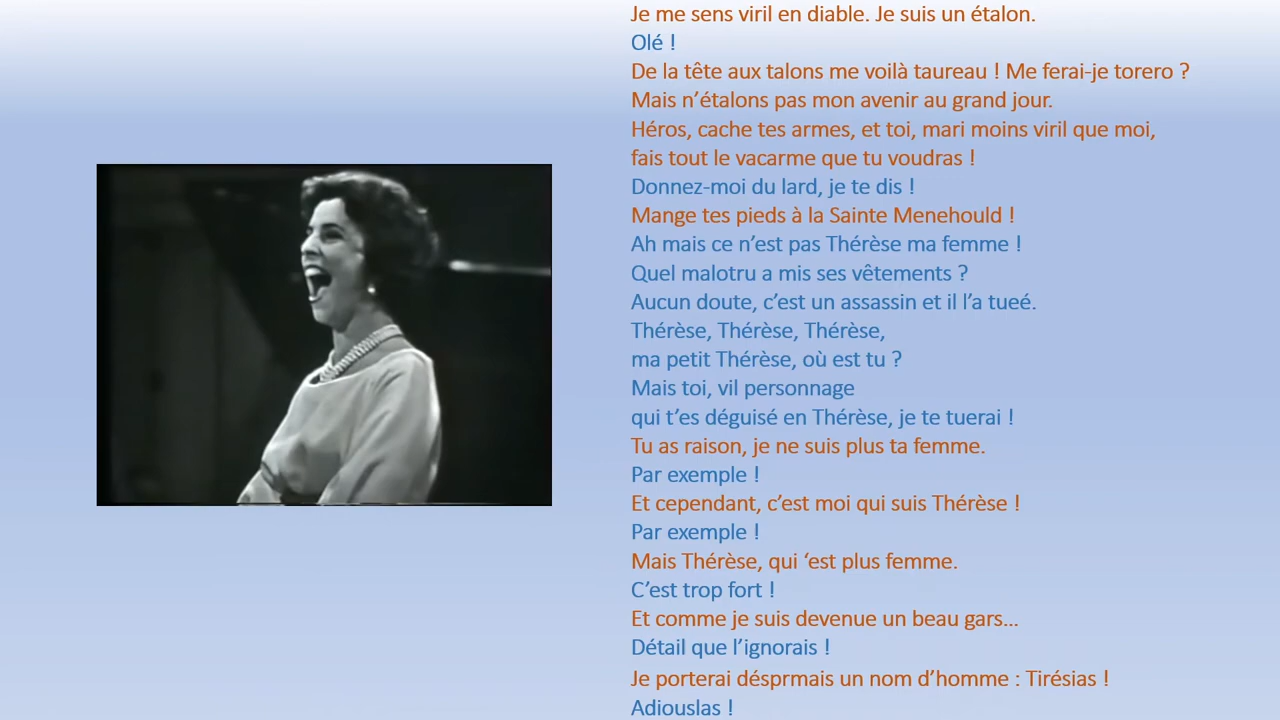 Je me sens viril en diable. Je suis un étalon.
Olé !
De la tête aux talons me voilà taureau ! Me ferai-je torero ?
Mais n’étalons pas mon avenir au grand jour.
Héros, cache tes armes, et toi, mari moins viril que moi,
fais tout le vacarme que tu voudras !
Donnez-moi du lard, je te dis !
Mange tes pieds à la Sainte Menehould !
Ah mais ce n’est pas Thérèse ma femme !
Quel malotru a mis ses vêtements ?
Aucun doute, c’est un assassin et il l’a tueé.
Thérèse, Thérèse, Thérèse,
ma petit Thérèse, où est tu ?
Mais toi, vil personnage
qui t’es déguisé en Thérèse, je te tuerai !
Tu as raison, je ne suis plus ta femme.
Par exemple !
Et cependant, c’est moi qui suis Thérèse !
Par exemple !
Mais Thérèse, qui ‘est plus femme.
C’est trop fort !
Et comme je suis devenue un beau gars...
Détail que l’ignorais !
Je porterai désprmais un nom d’homme : Tirésias !
Adiouslas !